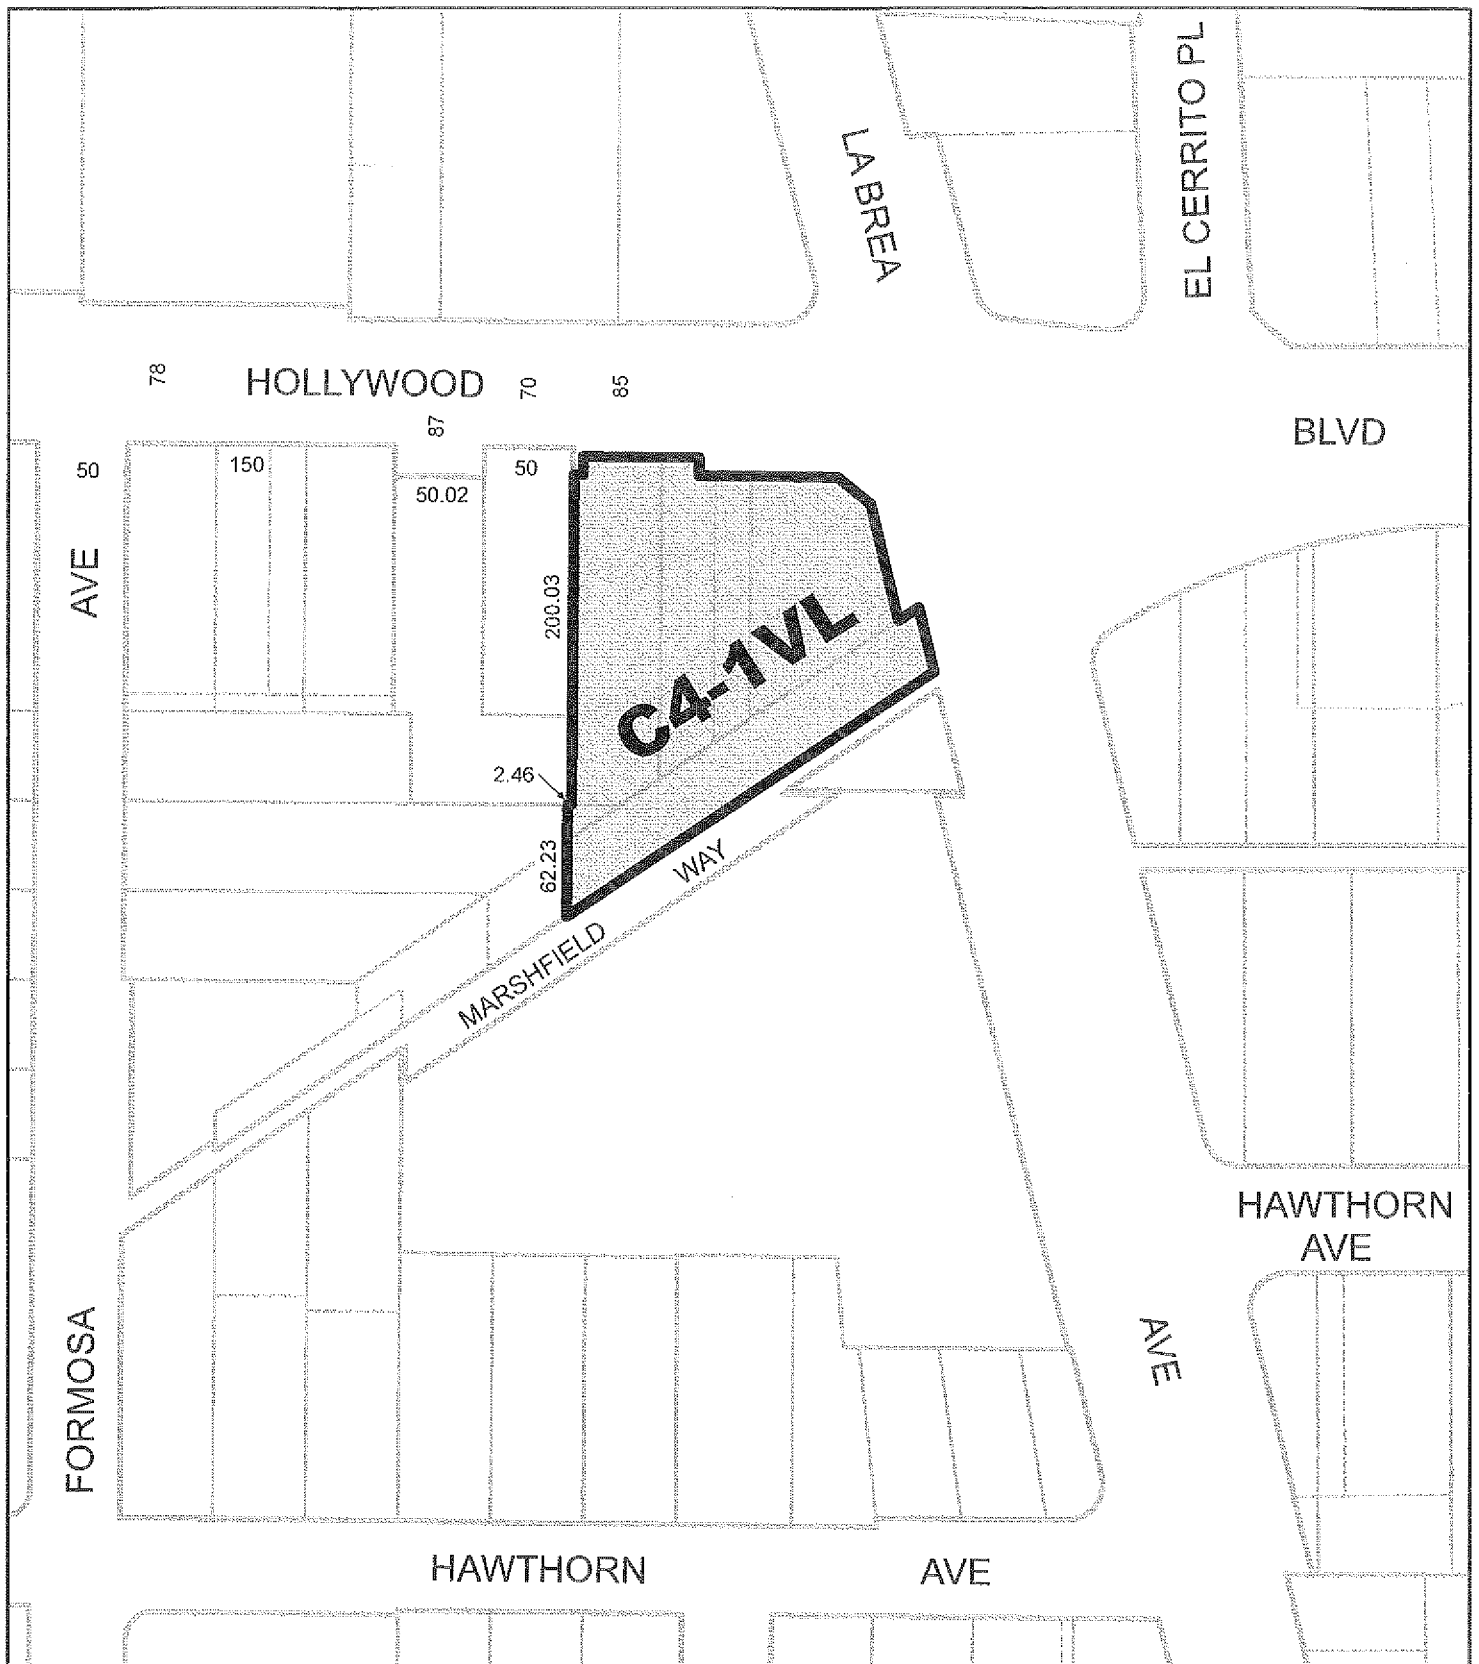 EL CERRITO PL
LA BREA
78
HOLLYWOOD
70
85
87
BLVD
50
150
50
50.02
AVE
200.03
C4-1VL
2.46
62.23
WAY
MARSHFIELD
HAWTHORN
AVE
FORMOSA
AVE
HAWTHORN
AVE